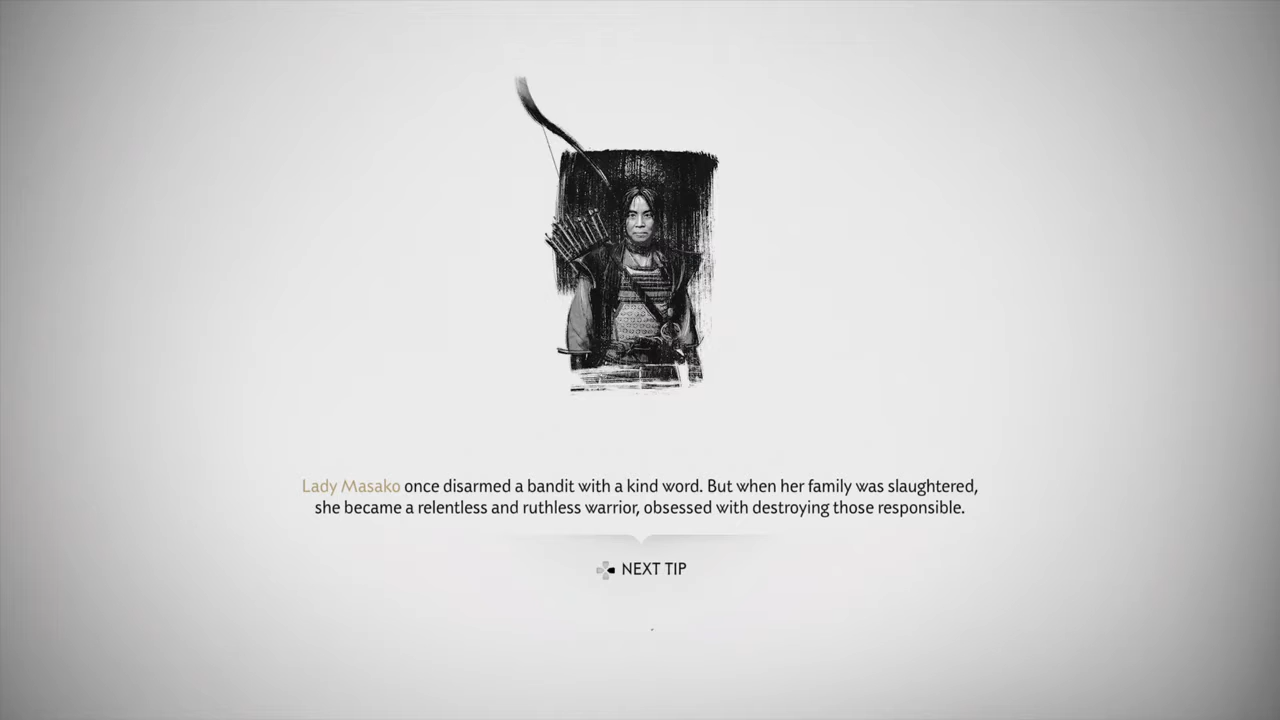 Lady Masako once disarmed a bandit with a kind word. But when her family was slaughtered,
she became a relentless and ruthless warrior, obsessed with destroying those responsible.
NEXT TIP